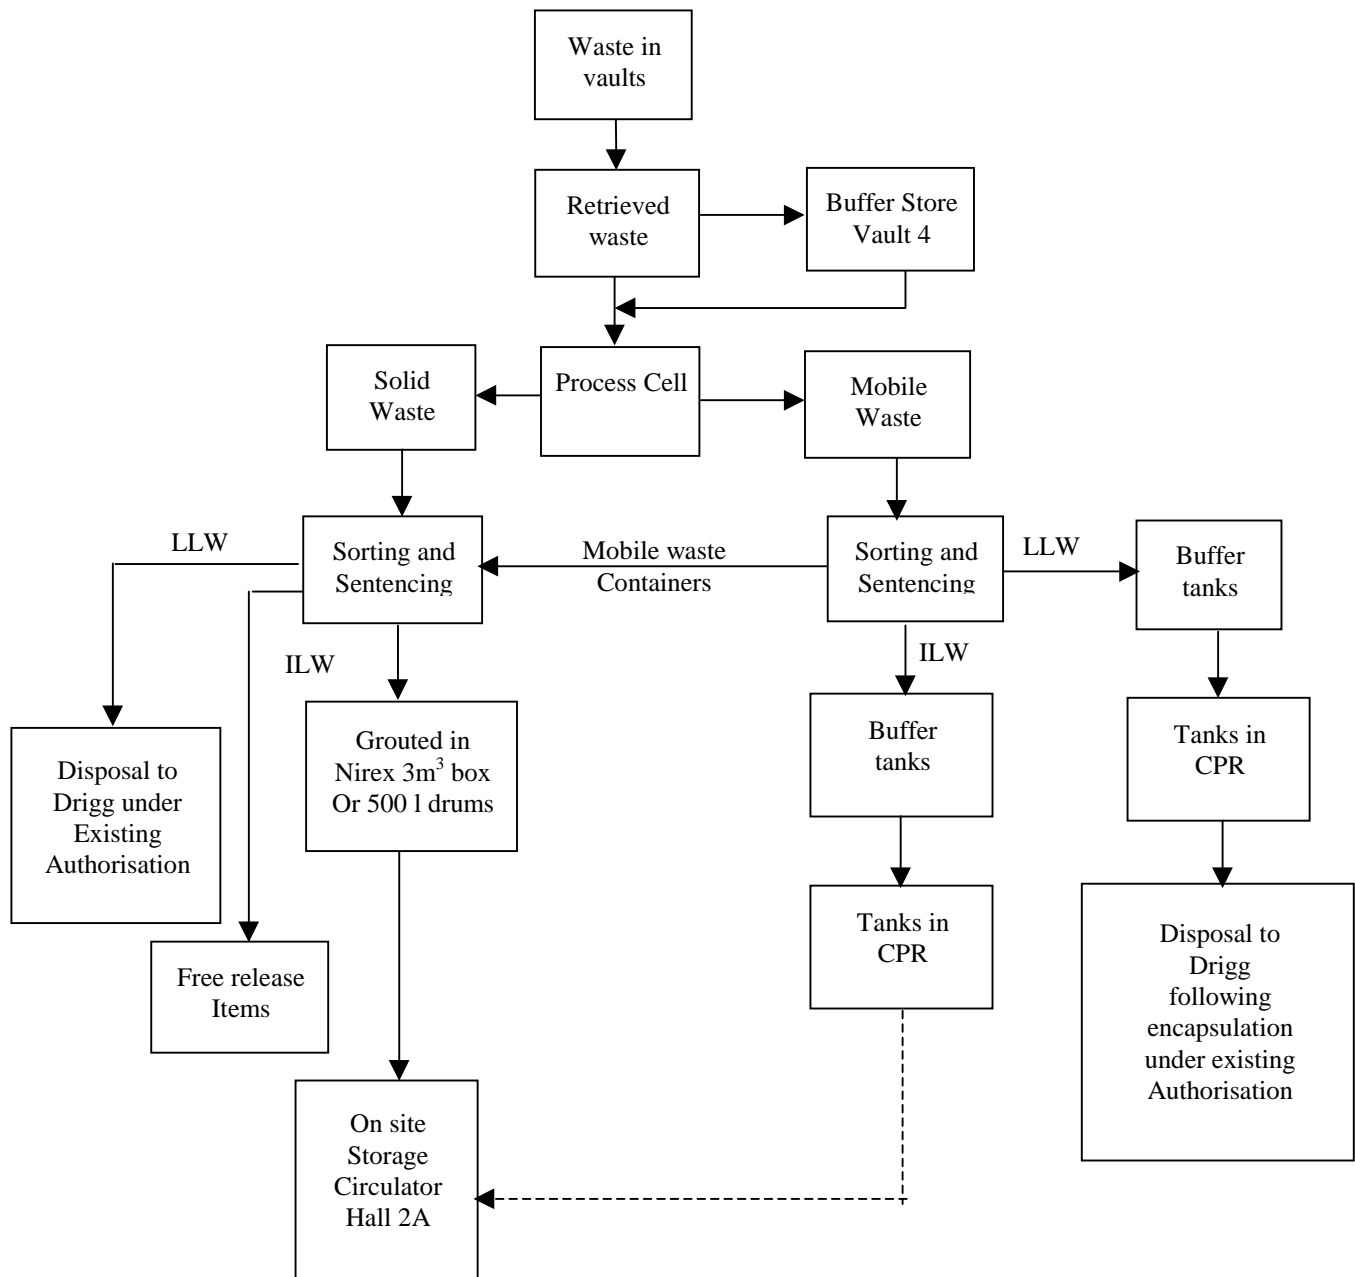 Waste in
vaults
Retrieved
waste
Buffer Store
Vault 4
Solid
Waste
Process Cell
Mobile
Waste
LLW
Sorting and
Sentencing
Mobile waste
Containers
Sorting and
Sentencing
LLW
Buffer
tanks
ILW
ILW
Disposal to
Drigg under
Existing
Authorisation
Grouted in
Nirex 3m³ box
Or 500 l drums
Buffer
tanks
Tanks in
CPR
Free release
Items
Tanks in
CPR
Disposal to
Drigg
following
encapsulation
under existing
Authorisation
On site
Storage
Circulator
Hall 2A